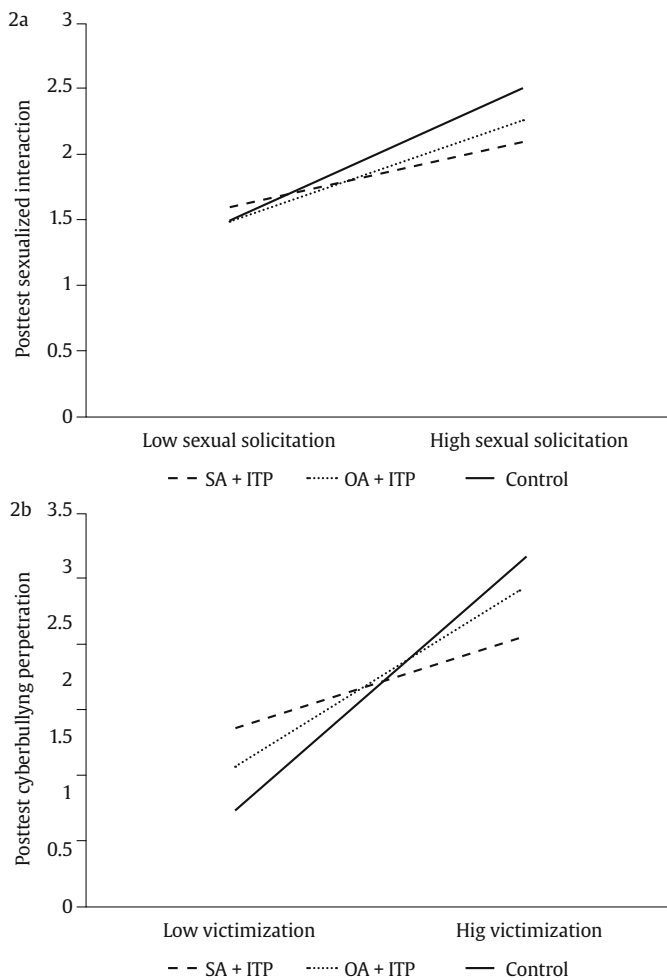 2a
3
2.5
2
1.5
1
0.5
0
Posttest sexualized interaction
Low sexual solicitation High sexual solicitation
SA + ITP OA + ITP Control
2b
3.5
3
2.5
2
1.5
1
0.5
0
Posttest cyberbullyng perpetration
Low victimization Hig victimization
SA + ITP OA + ITP Control